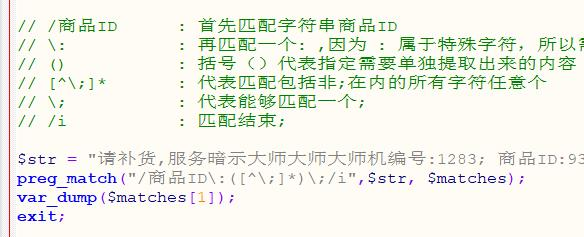 // /商品ID : 首先匹配字符串商品ID
// \: : 再匹配一个: ,因为 : 属于特殊字符，所以需
// () : 括号（）代表指定需要单独提取出来的内容
// [^\;]* : 代表匹配包括非;在内的所有字符任意个
// \; : 代表能够匹配一个;
// /i : 匹配结束;
$str = "请补货,服务暗示大师大师大师机编号:1283; 商品ID:93
preg_match("/商品ID\:([^\;]*)\;/i",$str, $matches);
var_dump($matches[1]);
exit;